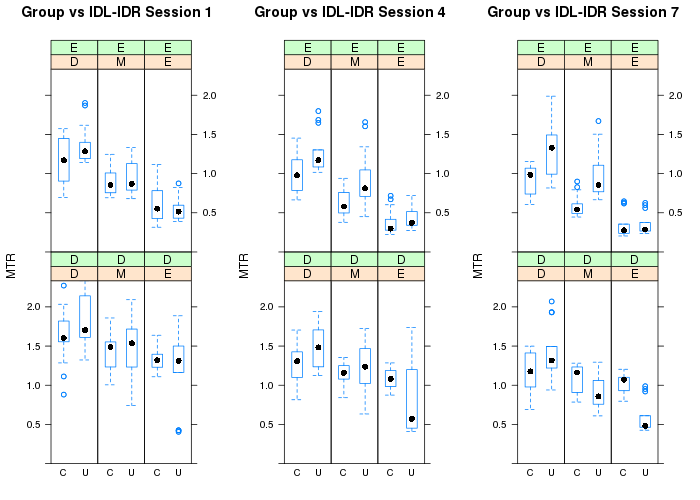 Group vs IDL-IDR Session 1 Group vs IDL-IDR Session 4 Group vs IDL-IDR Session 7
E E E E E E E E E
D M E D M E D M E
2.0 2.0 2.0
1.5 1.5 1.5
1.0 1.0 1.0
0.5 0.5 0.5
MTR MTR MTR
D D D D D D D D D
D M E D M E D M E
2.0 2.0 2.0
1.5 1.5 1.5
1.0 1.0 1.0
0.5 0.5 0.5
C U C U C U C U C U C U C U C U C U